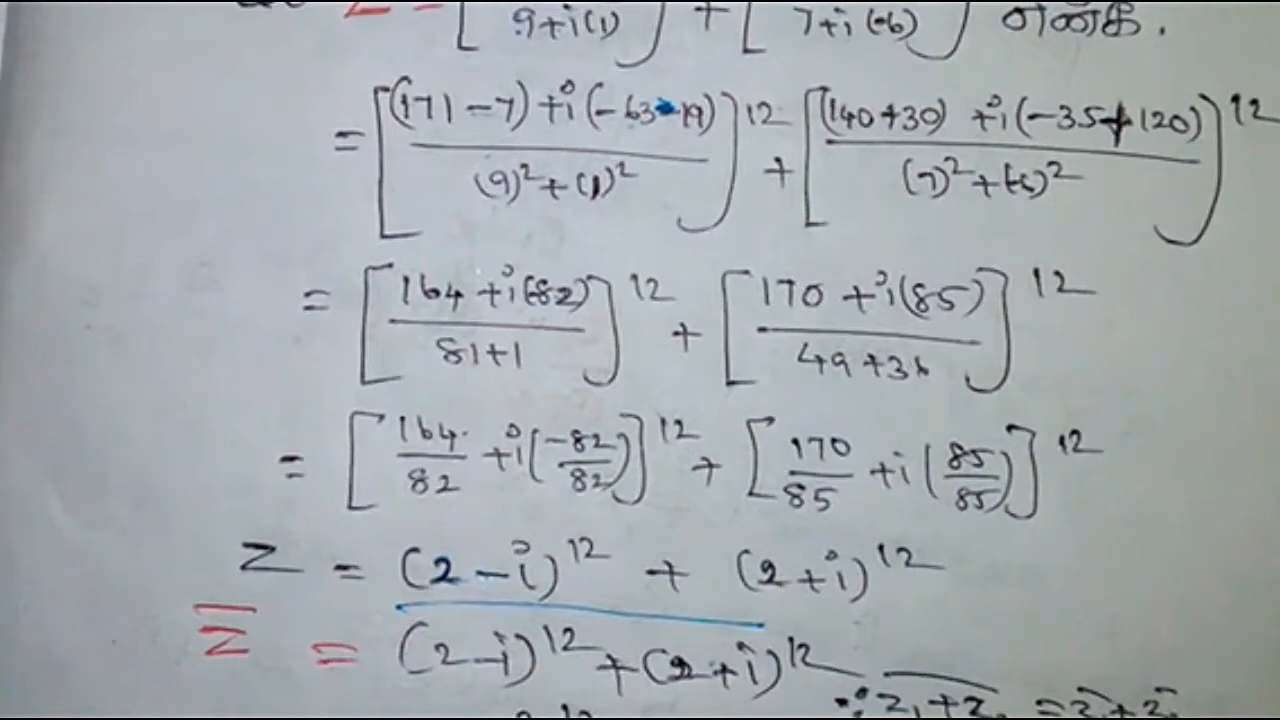 [9+i(1)] + [7+i(-6)] என்க.
= [(171-7)+i(-63-19)/(9)²+(1)²]¹² + [(140+30)+i(-35+120)/(7)²+(-6)²]¹²
= [164+i(-82)/81+1]¹² + [170+i(85)/49+36]¹²
= [164/82+i(-82/82)]¹² + [170/85+i(85/85)]¹²
Z = (2-i)¹² + (2+i)¹²
Z̅ = (2-i)¹²+(2+i)¹²